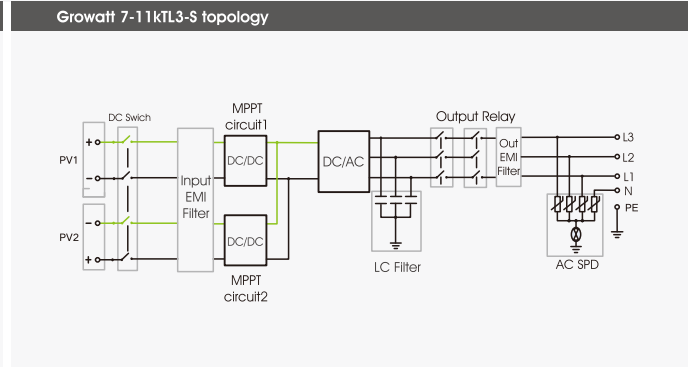 Growatt 7-11kTL3-S topology
DC Swich
MPPT
circuit1
Output Relay
PV1
+
−
DC/DC
DC/AC
Input
EMI
Filter
Out
EMI
Filter
L3
L2
L1
N
PE
PV2
−
+
DC/DC
MPPT
circuit2
LC Filter
AC SPD